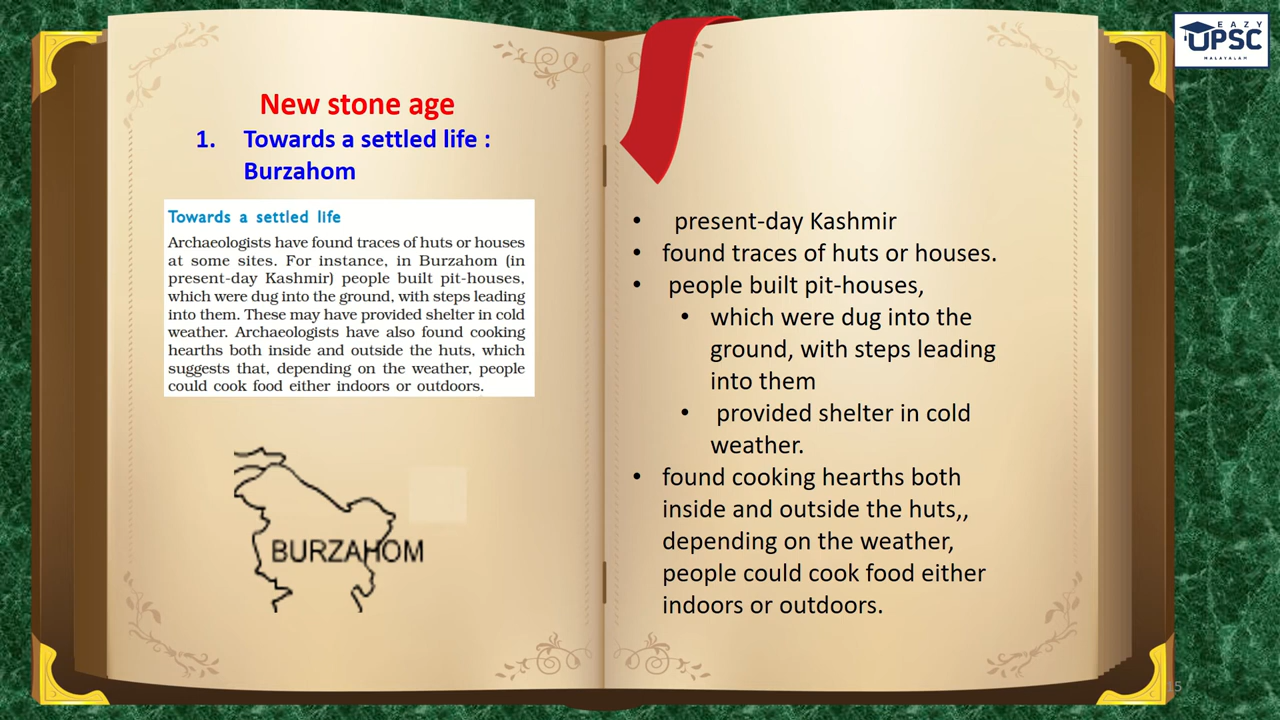 New stone age
1. Towards a settled life :
Burzahom
Towards a settled life
Archaeologists have found traces of huts or houses
at some sites. For instance, in Burzahom (in
present-day Kashmir) people built pit-houses,
which were dug into the ground, with steps leading
into them. These may have provided shelter in cold
weather. Archaeologists have also found cooking
hearths both inside and outside the huts, which
suggests that, depending on the weather, people
could cook food either indoors or outdoors.
BURZAHOM
• present-day Kashmir
• found traces of huts or houses.
• people built pit-houses,
• which were dug into the
ground, with steps leading
into them
• provided shelter in cold
weather.
• found cooking hearths both
inside and outside the huts,,
depending on the weather,
people could cook food either
indoors or outdoors.
EAZY
UPSC
MALAYALAM
15